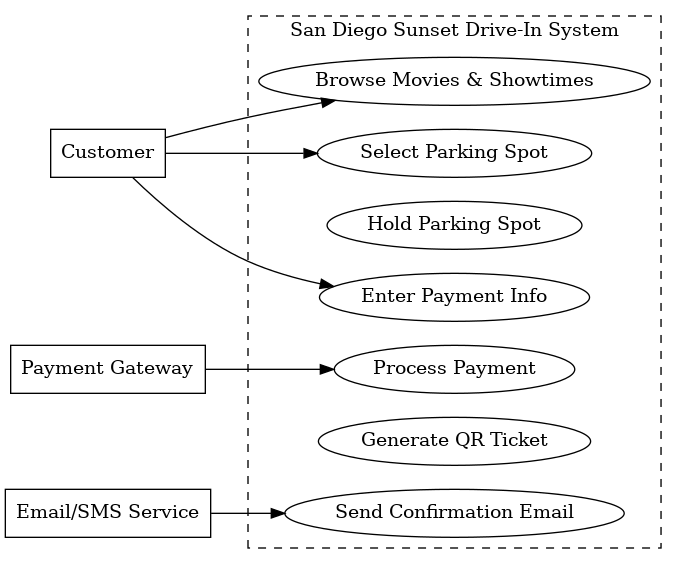 San Diego Sunset Drive-In System
Browse Movies & Showtimes
Customer
Select Parking Spot
Hold Parking Spot
Enter Payment Info
Payment Gateway
Process Payment
Generate QR Ticket
Email/SMS Service
Send Confirmation Email